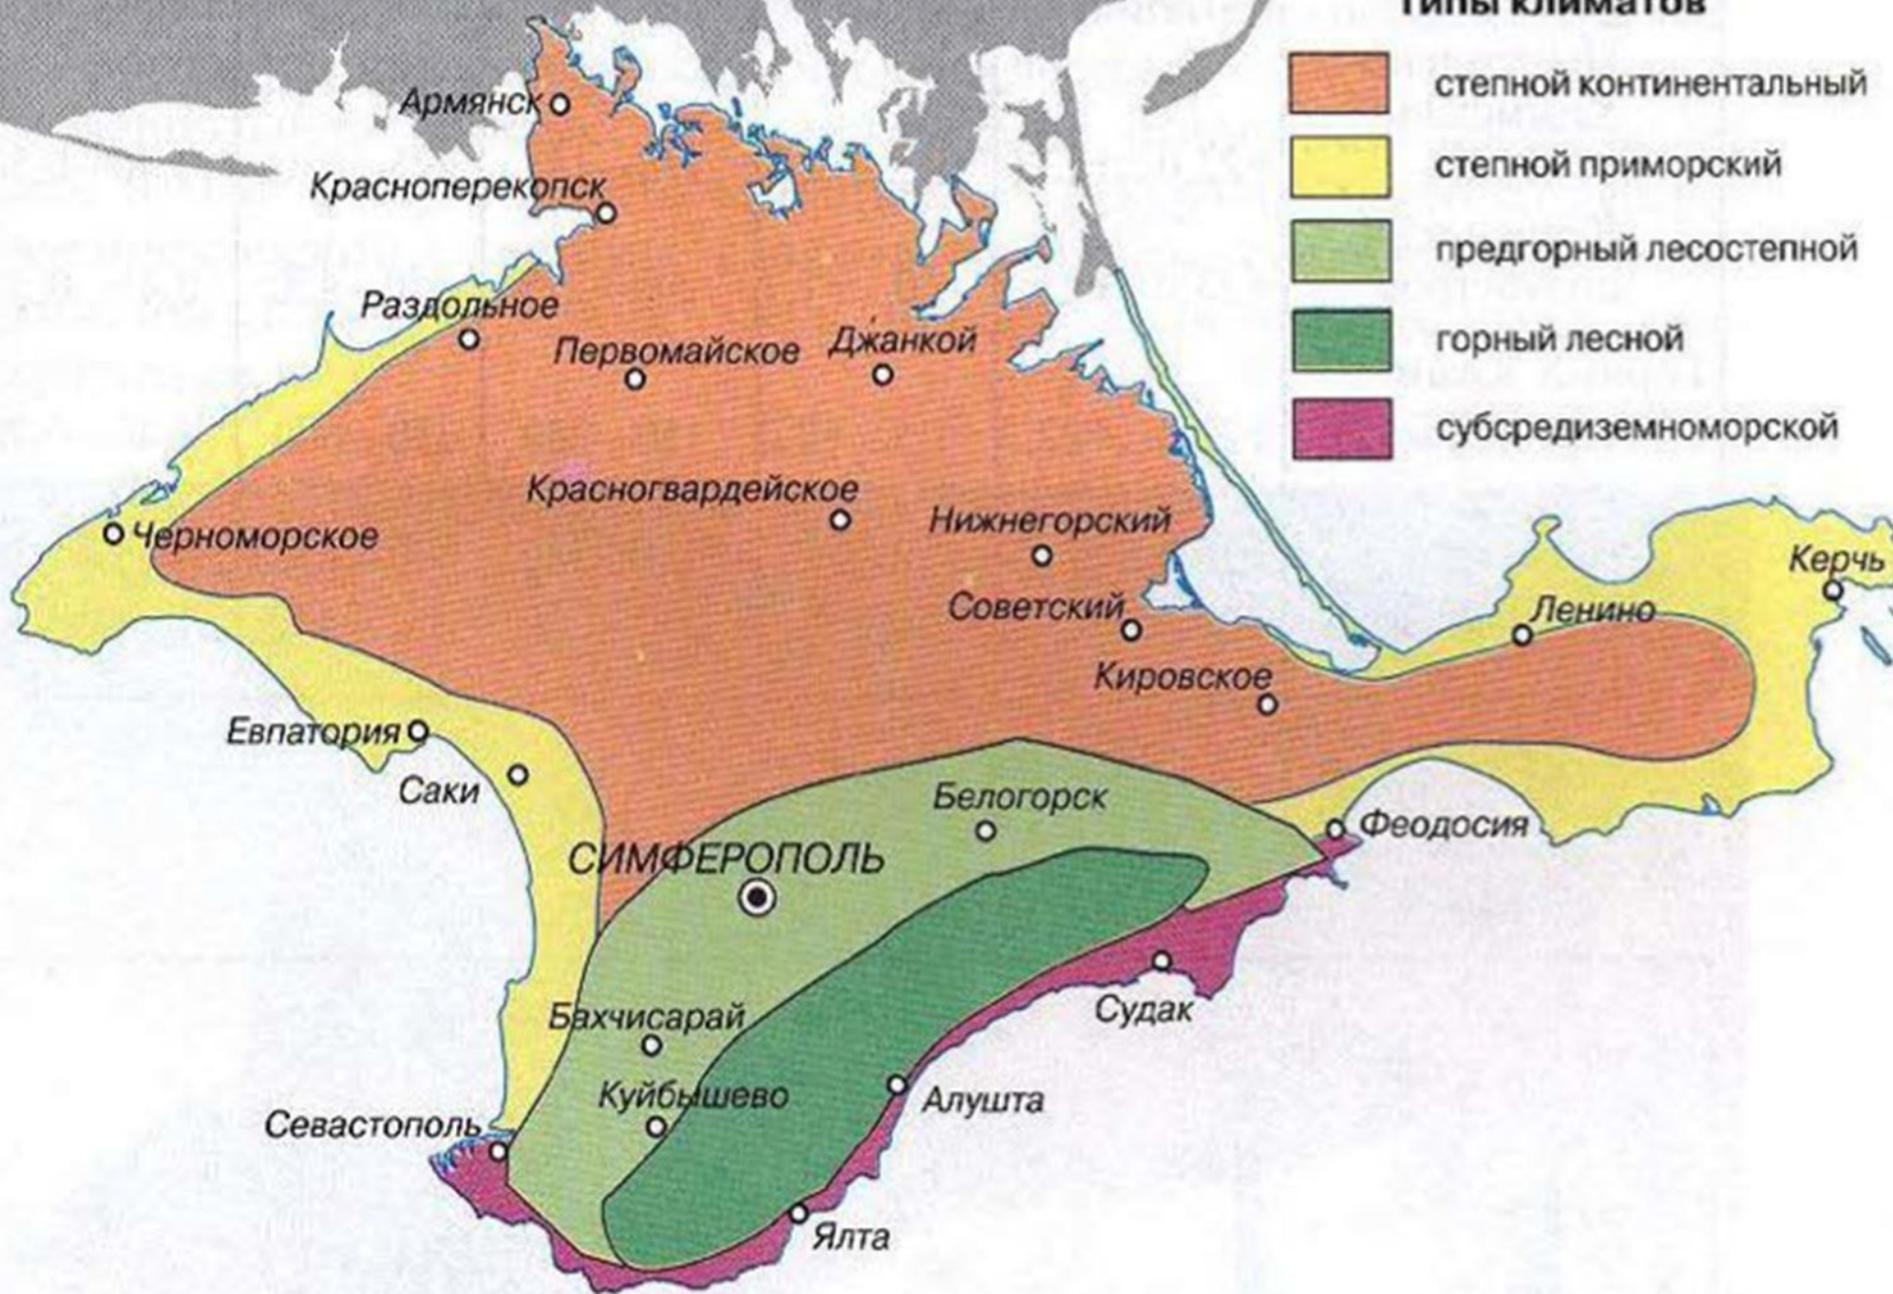 Типы климатов
степной континентальный
степной приморский
предгорный лесостепной
горный лесной
субсредиземноморской
Армянск
Красноперекопск
Раздольное
Первомайское
Джанкой
Красногвардейское
Нижнегорский
Черноморское
Керчь
Советский
Ленино
Кировское
Евпатория
Саки
Белогорск
Феодосия
СИМФЕРОПОЛЬ
Судак
Бахчисарай
Куйбышево
Алушта
Севастополь
Ялта